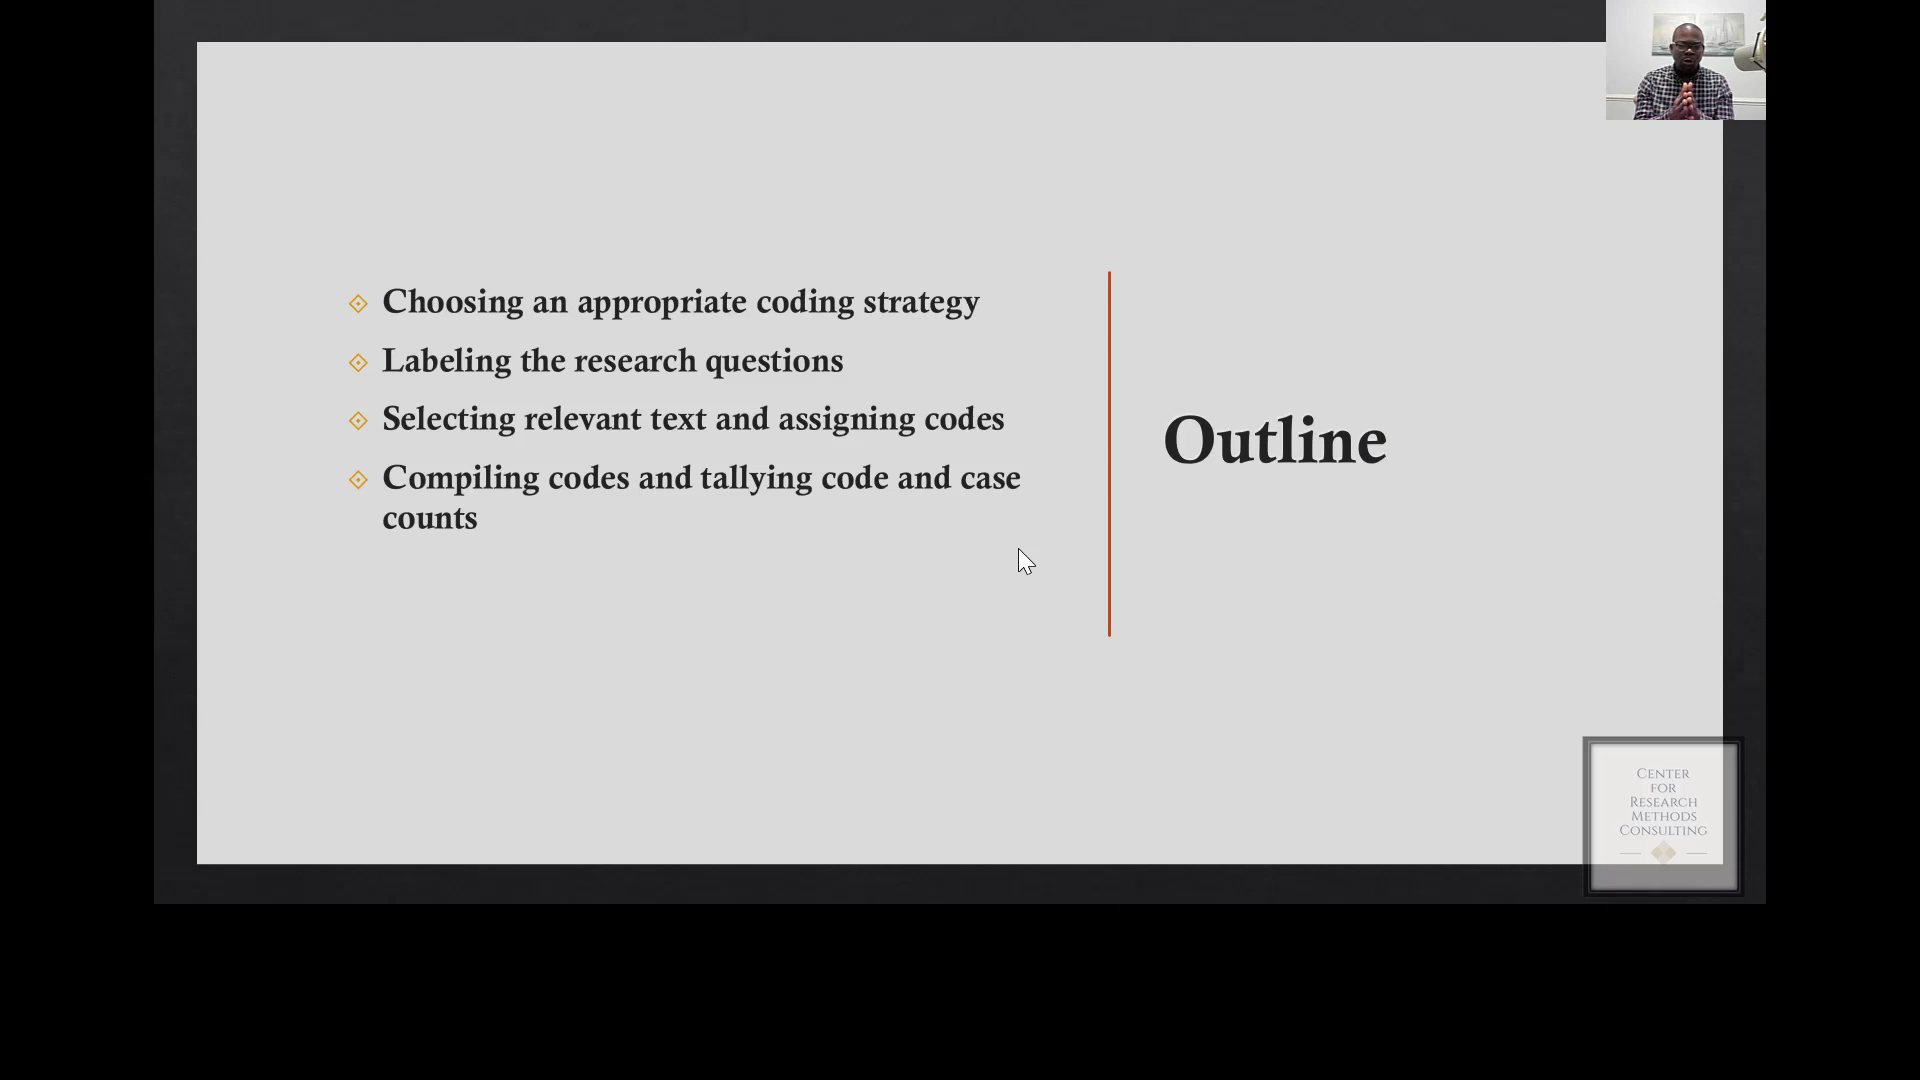 Choosing an appropriate coding strategy
Labeling the research questions
Selecting relevant text and assigning codes
Compiling codes and tallying code and case
counts
Outline
CENTER
FOR
RESEARCH
METHODS
CONSULTING